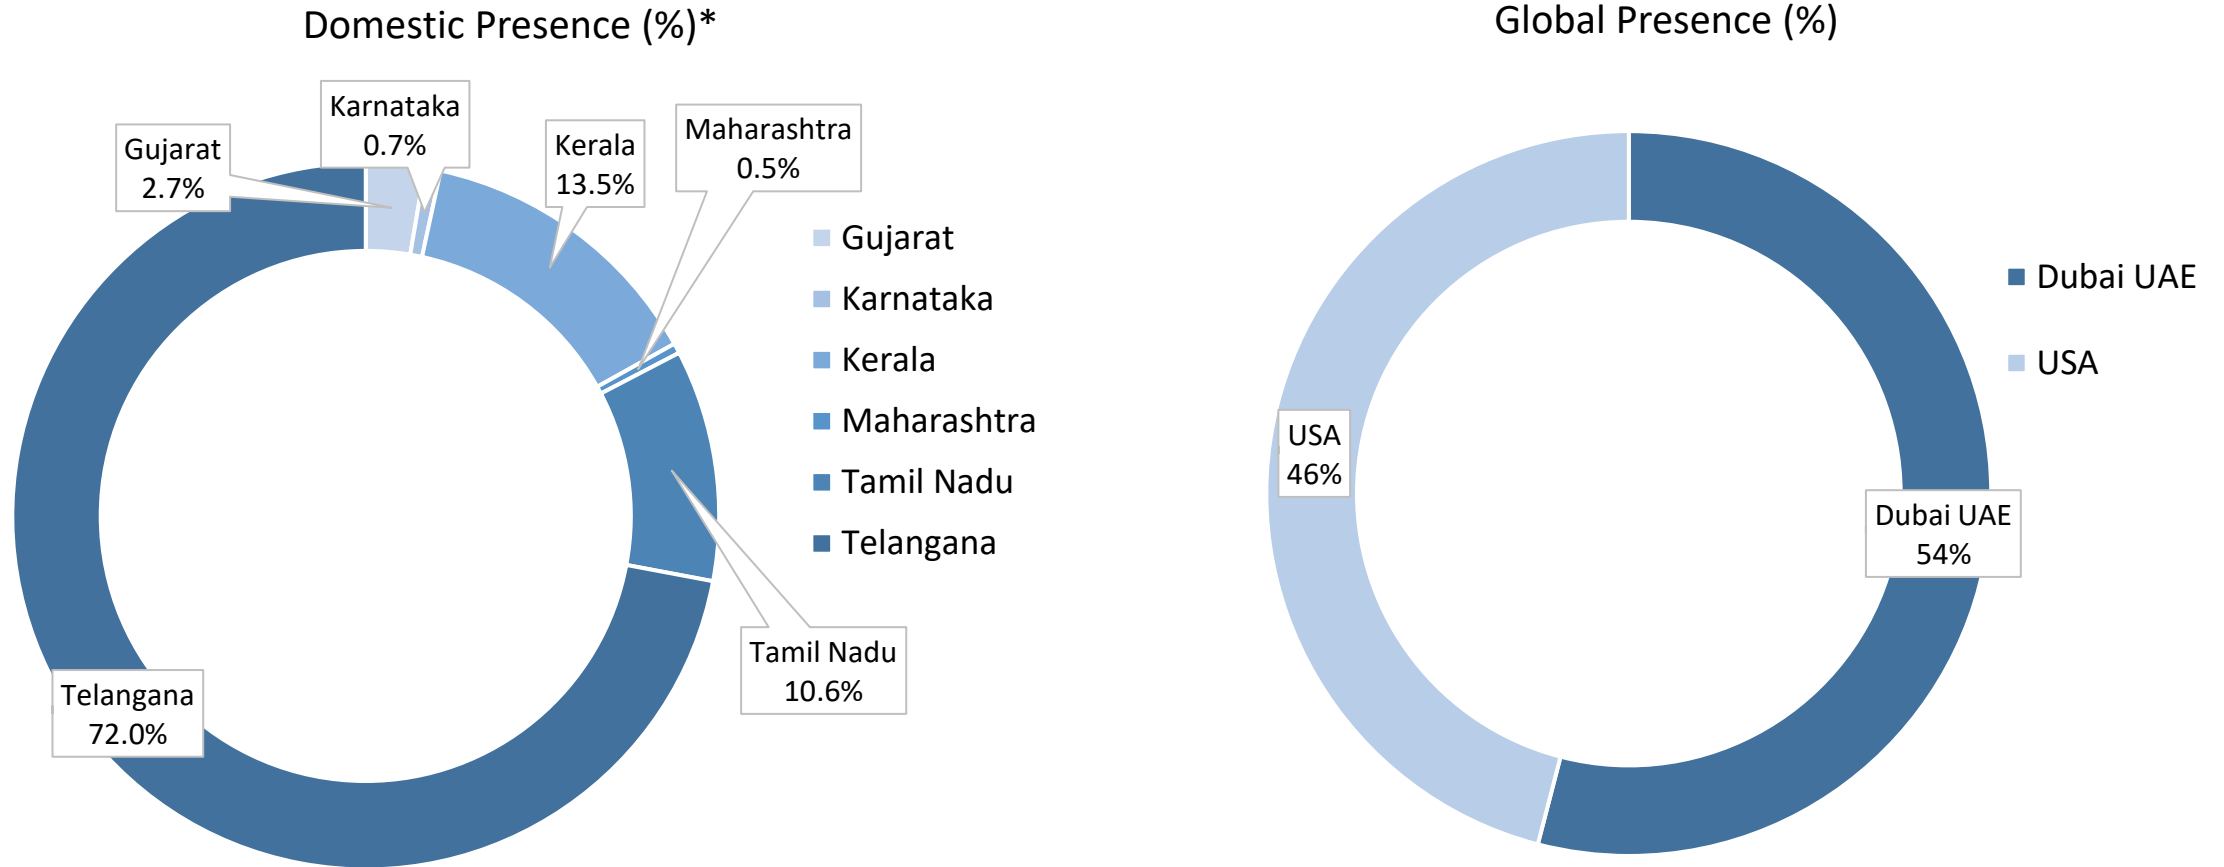 Domestic Presence (%)*
Gujarat
2.7%
Karnataka
0.7%
Kerala
13.5%
Maharashtra
0.5%
Tamil Nadu
10.6%
Telangana
72.0%
Gujarat
Karnataka
Kerala
Maharashtra
Tamil Nadu
Telangana
Global Presence (%)
USA
46%
Dubai UAE
54%
Dubai UAE
USA